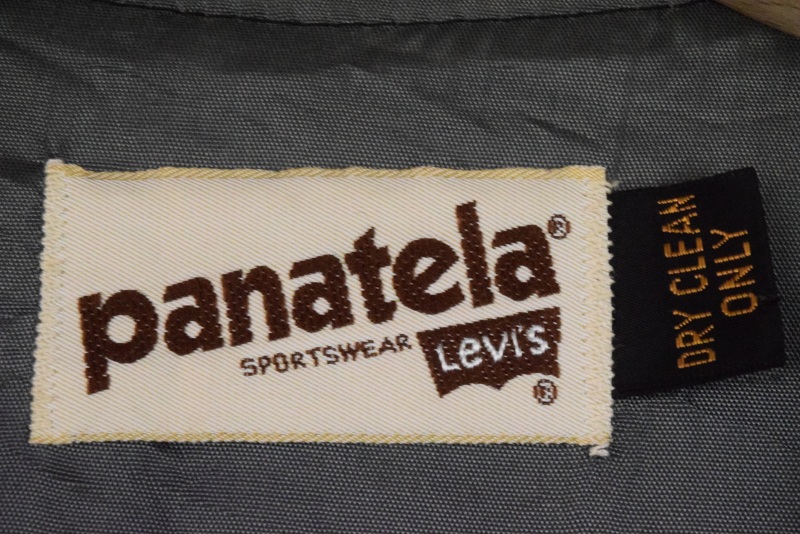 panatela®
SPORTSWEAR
Levi's
®
DRY CLEAN
ONLY